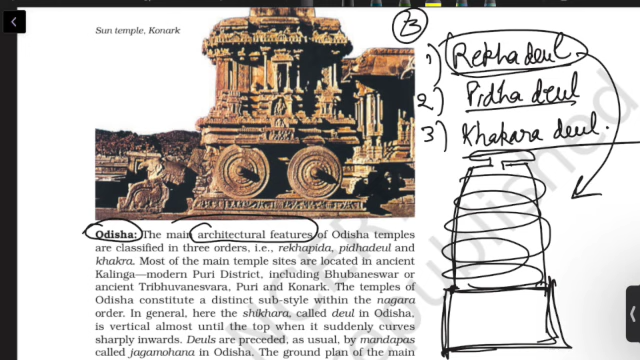 Sun temple, Konark
3
1) Rekha deul
2) Pidha deul
3) Khakara deul.
Odisha: The main architectural features of Odisha temples
are classified in three orders, i.e., rekhapida, pidhadeul and
khakra. Most of the main temple sites are located in ancient
Kalinga—modern Puri District, including Bhubaneswar or
ancient Tribhuvanesvara, Puri and Konark. The temples
of Odisha constitute a distinct sub-style within the nagara
order. In general, here the shikhara, called deul in Odisha,
is vertical almost until the top when it suddenly curves
sharply inwards. Deuls are preceded, as usual, by mandapas
called jagamohana in Odisha. The ground plan of the main